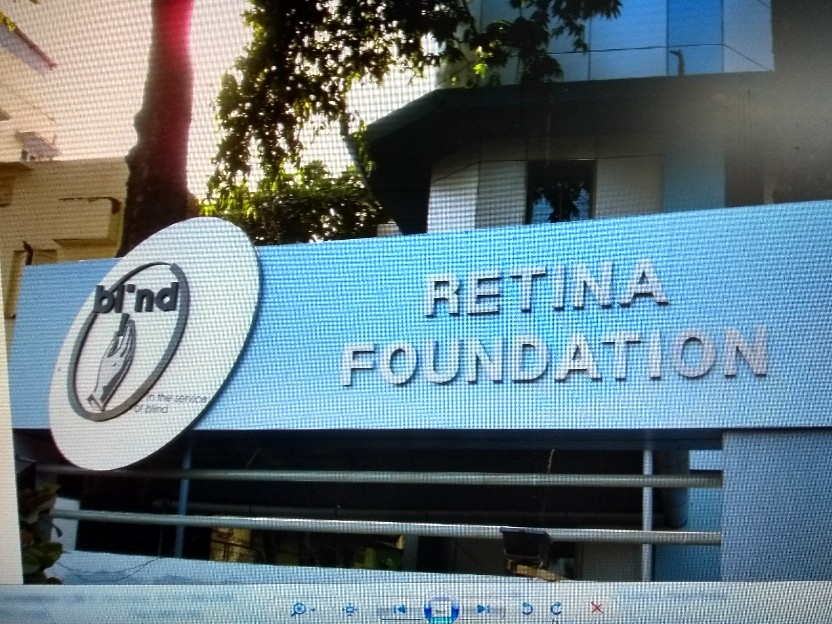 blind
in the service
of blind
RETINA
FOUNDATION